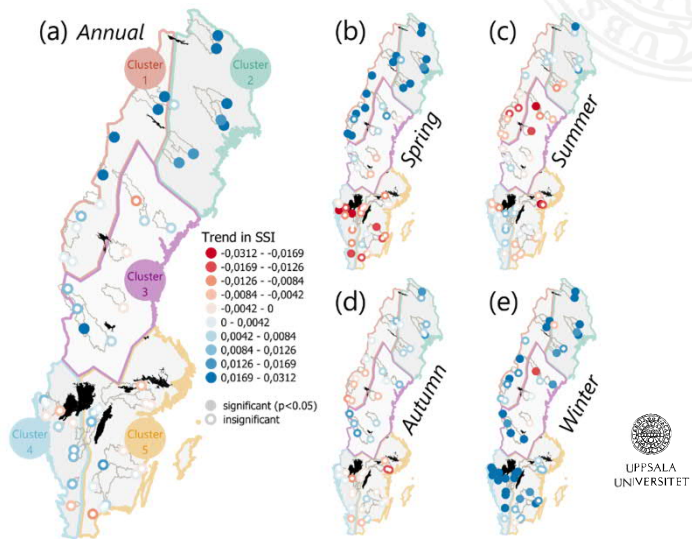 (a) Annual
Cluster
1
Cluster
2
Cluster
3
Cluster
4
Cluster
5
Trend in SSI
-0,0312 - -0,0169
-0,0169 - -0,0126
-0,0126 - -0,0084
-0,0084 - -0,0042
-0,0042 - 0
0 - 0,0042
0,0042 - 0,0084
0,0084 - 0,0126
0,0126 - 0,0169
0,0169 - 0,0312
significant (p<0.05)
insignificant
(b)
Spring
(c)
Summer
(d)
Autumn
(e)
Winter
UPPSALA
UNIVERSITET